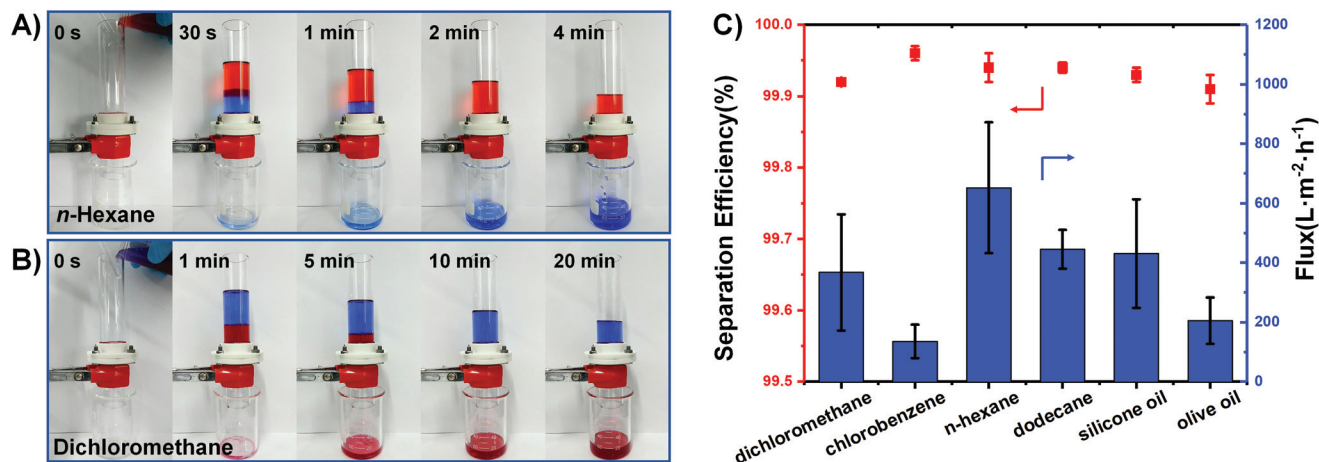 A)
0 s
30 s
1 min
2 min
4 min
n-Hexane
B)
0 s
1 min
5 min
10 min
20 min
Dichloromethane
C)
Separation Efficiency(%)
100.0
99.9
99.8
99.7
99.6
99.5
1200
1000
800
600
400
200
0
Flux(L·m⁻²·h⁻¹)
dichloromethane
chlorobenzene
n-hexane
dodecane
silicone oil
olive oil